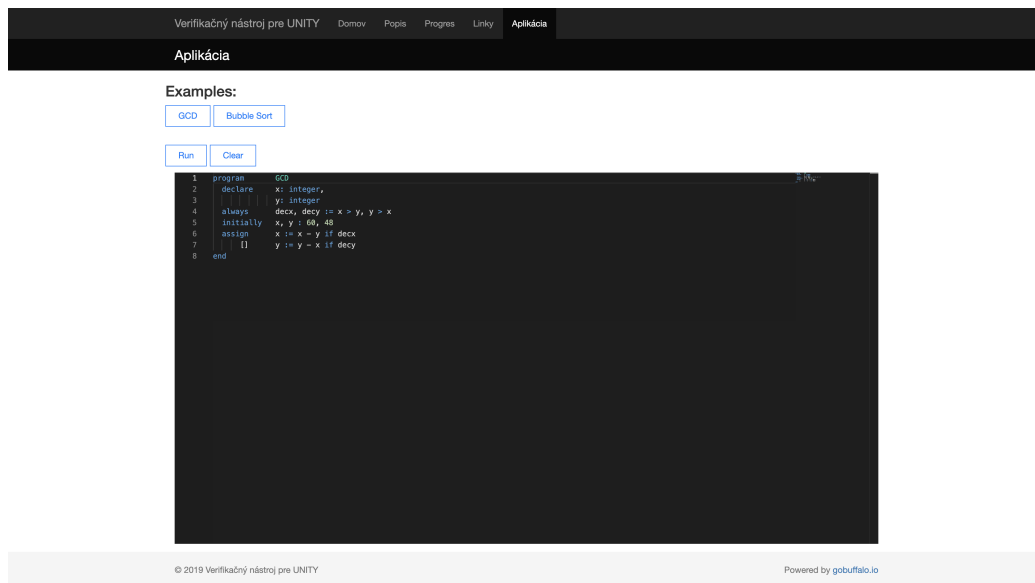 Verifikačný nástroj pre UNITY Domov Popis Progres Linky Aplikácia
Aplikácia
Examples:
GCD Bubble Sort
Run Clear
1 program GCD
2 declare x: integer,
3 y: integer
4 always decx, decy := x > y, y > x
5 initially x, y : 60, 48
6 assign x := x - y if decx
7 [] y := y - x if decy
8 end
© 2019 Verifikačný nástroj pre UNITY Powered by gobuffalo.io